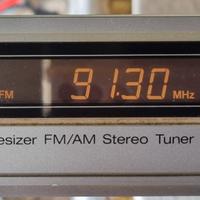 FM 91.30 MHz
esizer FM/AM Stereo Tuner